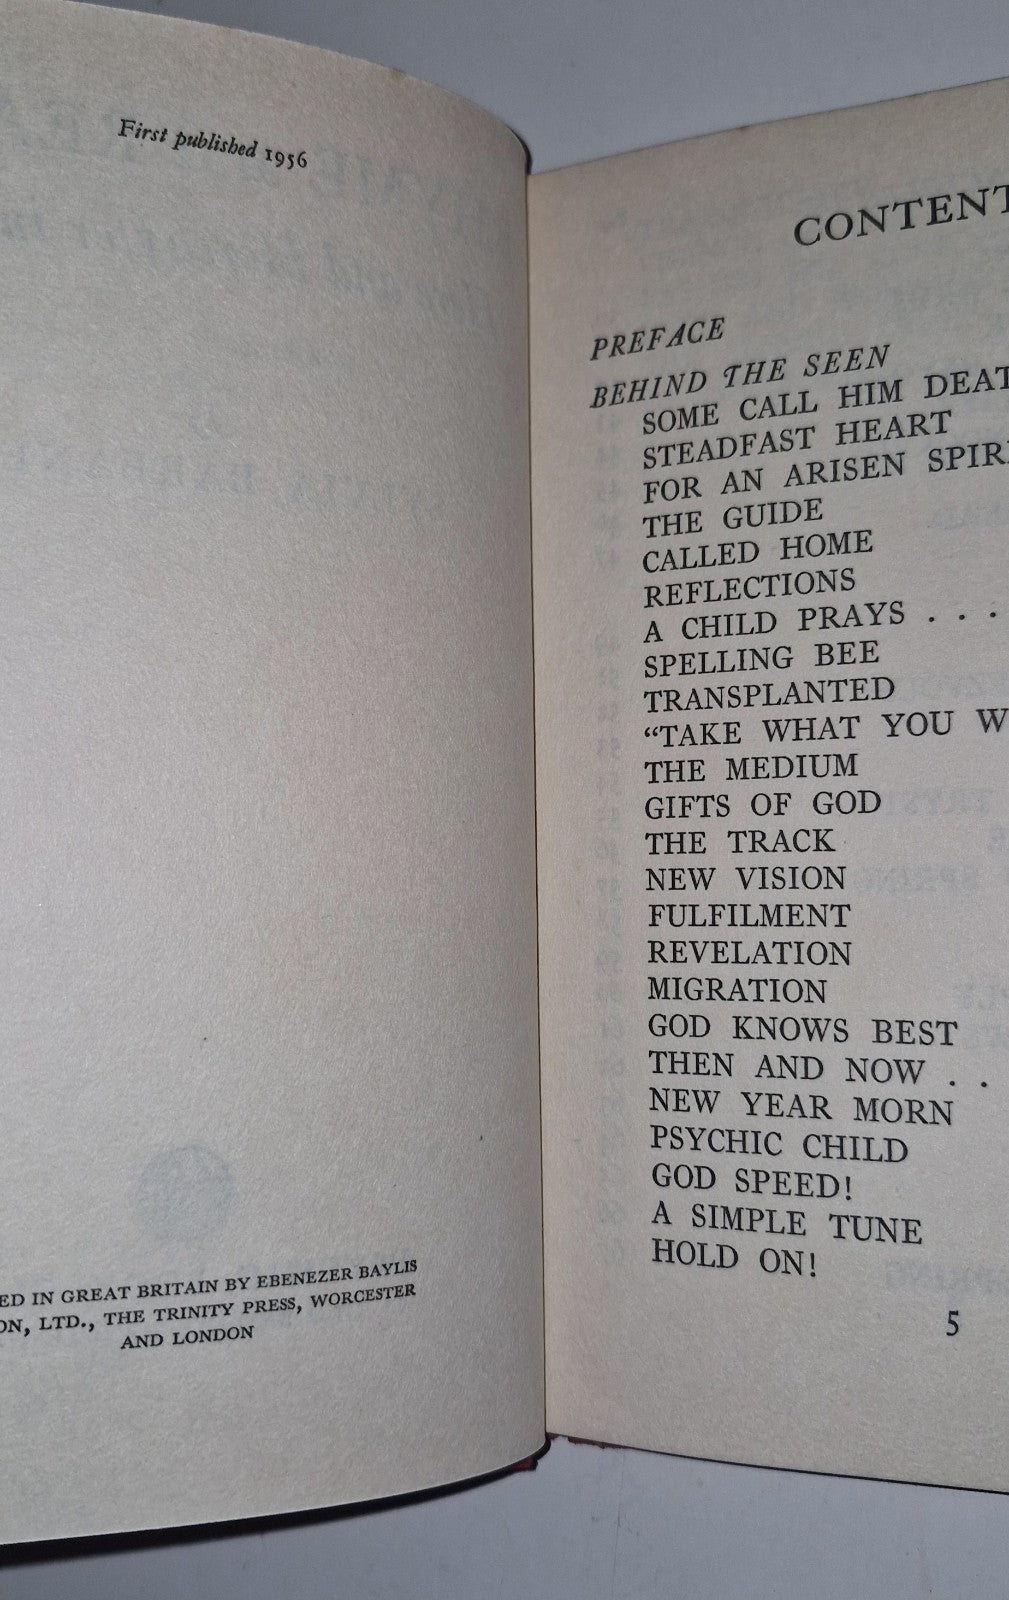 First published 1956
ED IN GREAT BRITAIN BY EBENEZER BAYLIS
ON, LTD., THE TRINITY PRESS, WORCESTER
AND LONDON
CONTENT
PREFACE
BEHIND THE SEEN
SOME CALL HIM DEAT
STEADFAST HEART
FOR AN ARISEN SPIRI
THE GUIDE
CALLED HOME
REFLECTIONS
A CHILD PRAYS . . .
SPELLING BEE
TRANSPLANTED
“TAKE WHAT YOU W
THE MEDIUM
GIFTS OF GOD
THE TRACK
NEW VISION
FULFILMENT
REVELATION
MIGRATION
GOD KNOWS BEST
THEN AND NOW . .
NEW YEAR MORN
PSYCHIC CHILD
GOD SPEED!
A SIMPLE TUNE
HOLD ON!
5